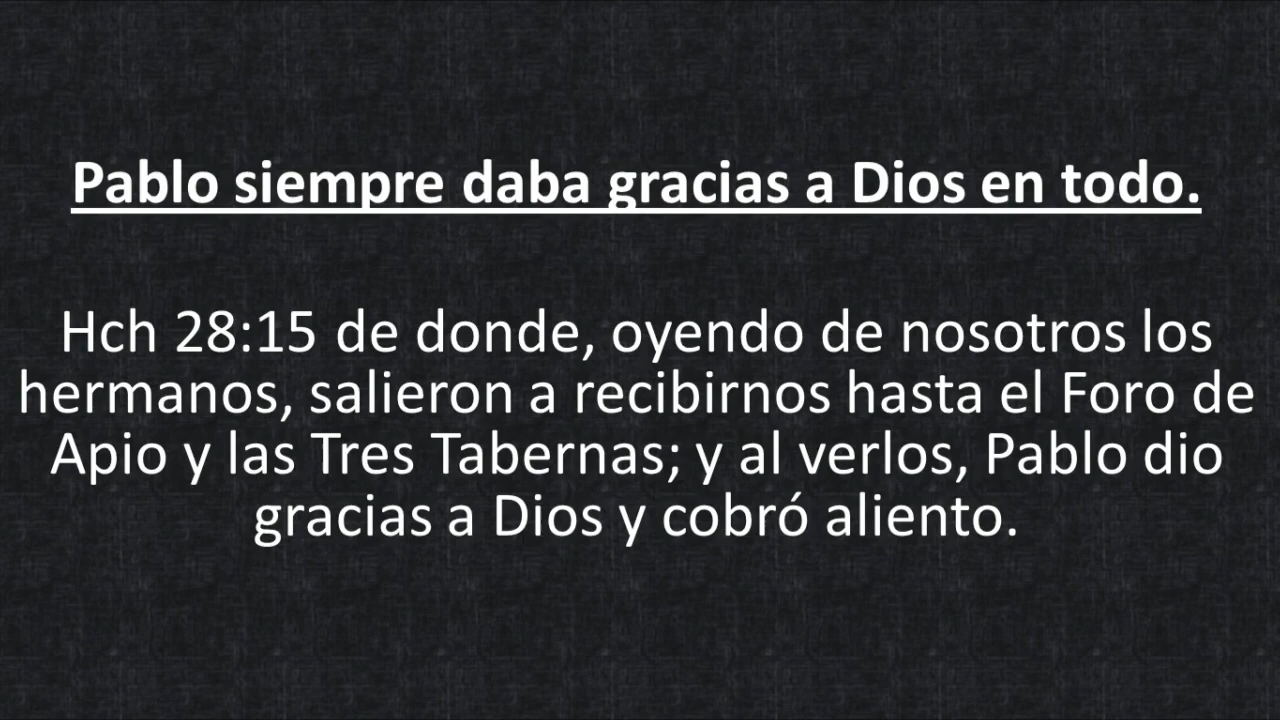 Pablo siempre daba gracias a Dios en todo.
Hch 28:15 de donde, oyendo de nosotros los
hermanos, salieron a recibirnos hasta el Foro de
Apio y las Tres Tabernas; y al verlos, Pablo dio
gracias a Dios y cobró aliento.